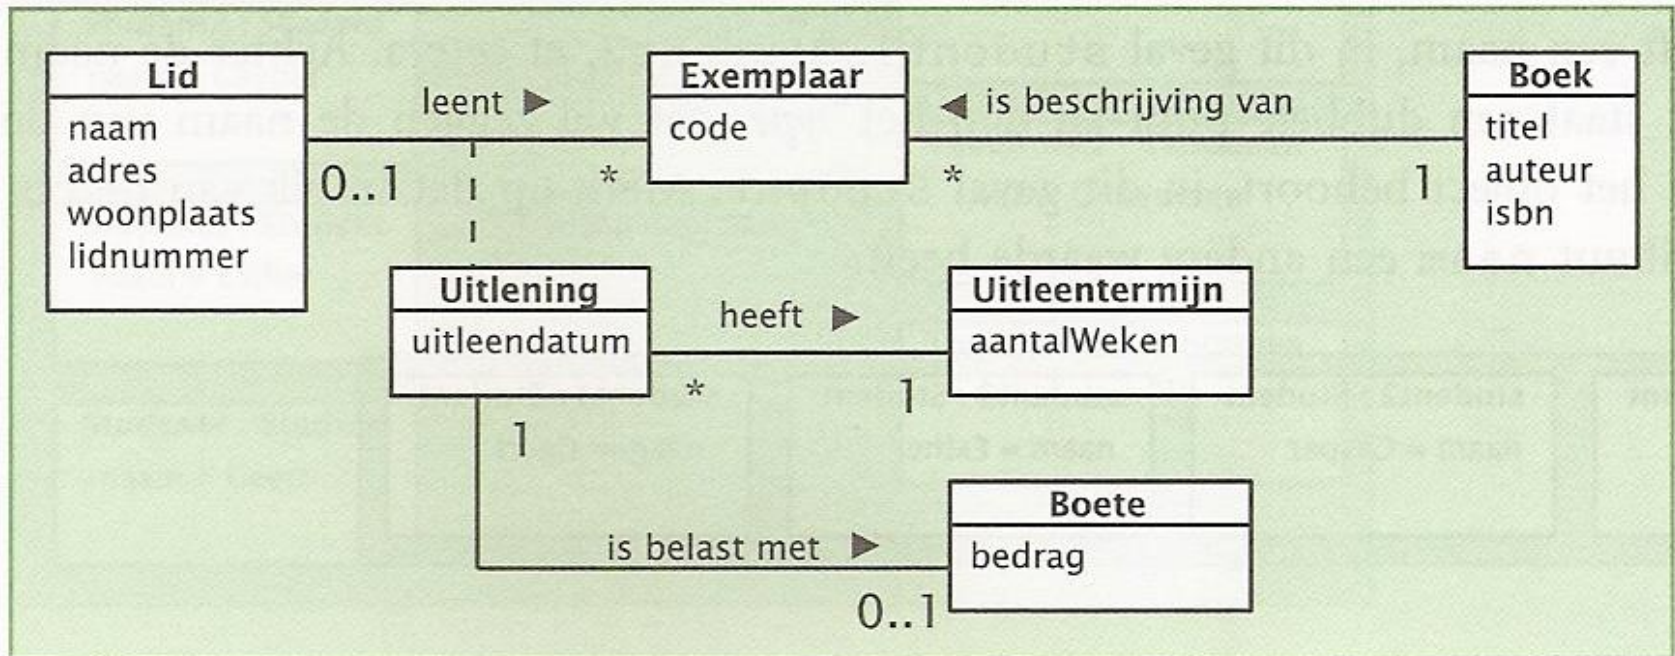 Lid
naam
adres
woonplaats
lidnummer
leent ▶
0..1
*
Exemplaar
code
◀ is beschrijving van
*
1
Boek
titel
auteur
isbn
Uitlening
uitleendatum
heeft ▶
*
1
Uitleentermijn
aantalWeken
1
is belast met ▶
0..1
Boete
bedrag